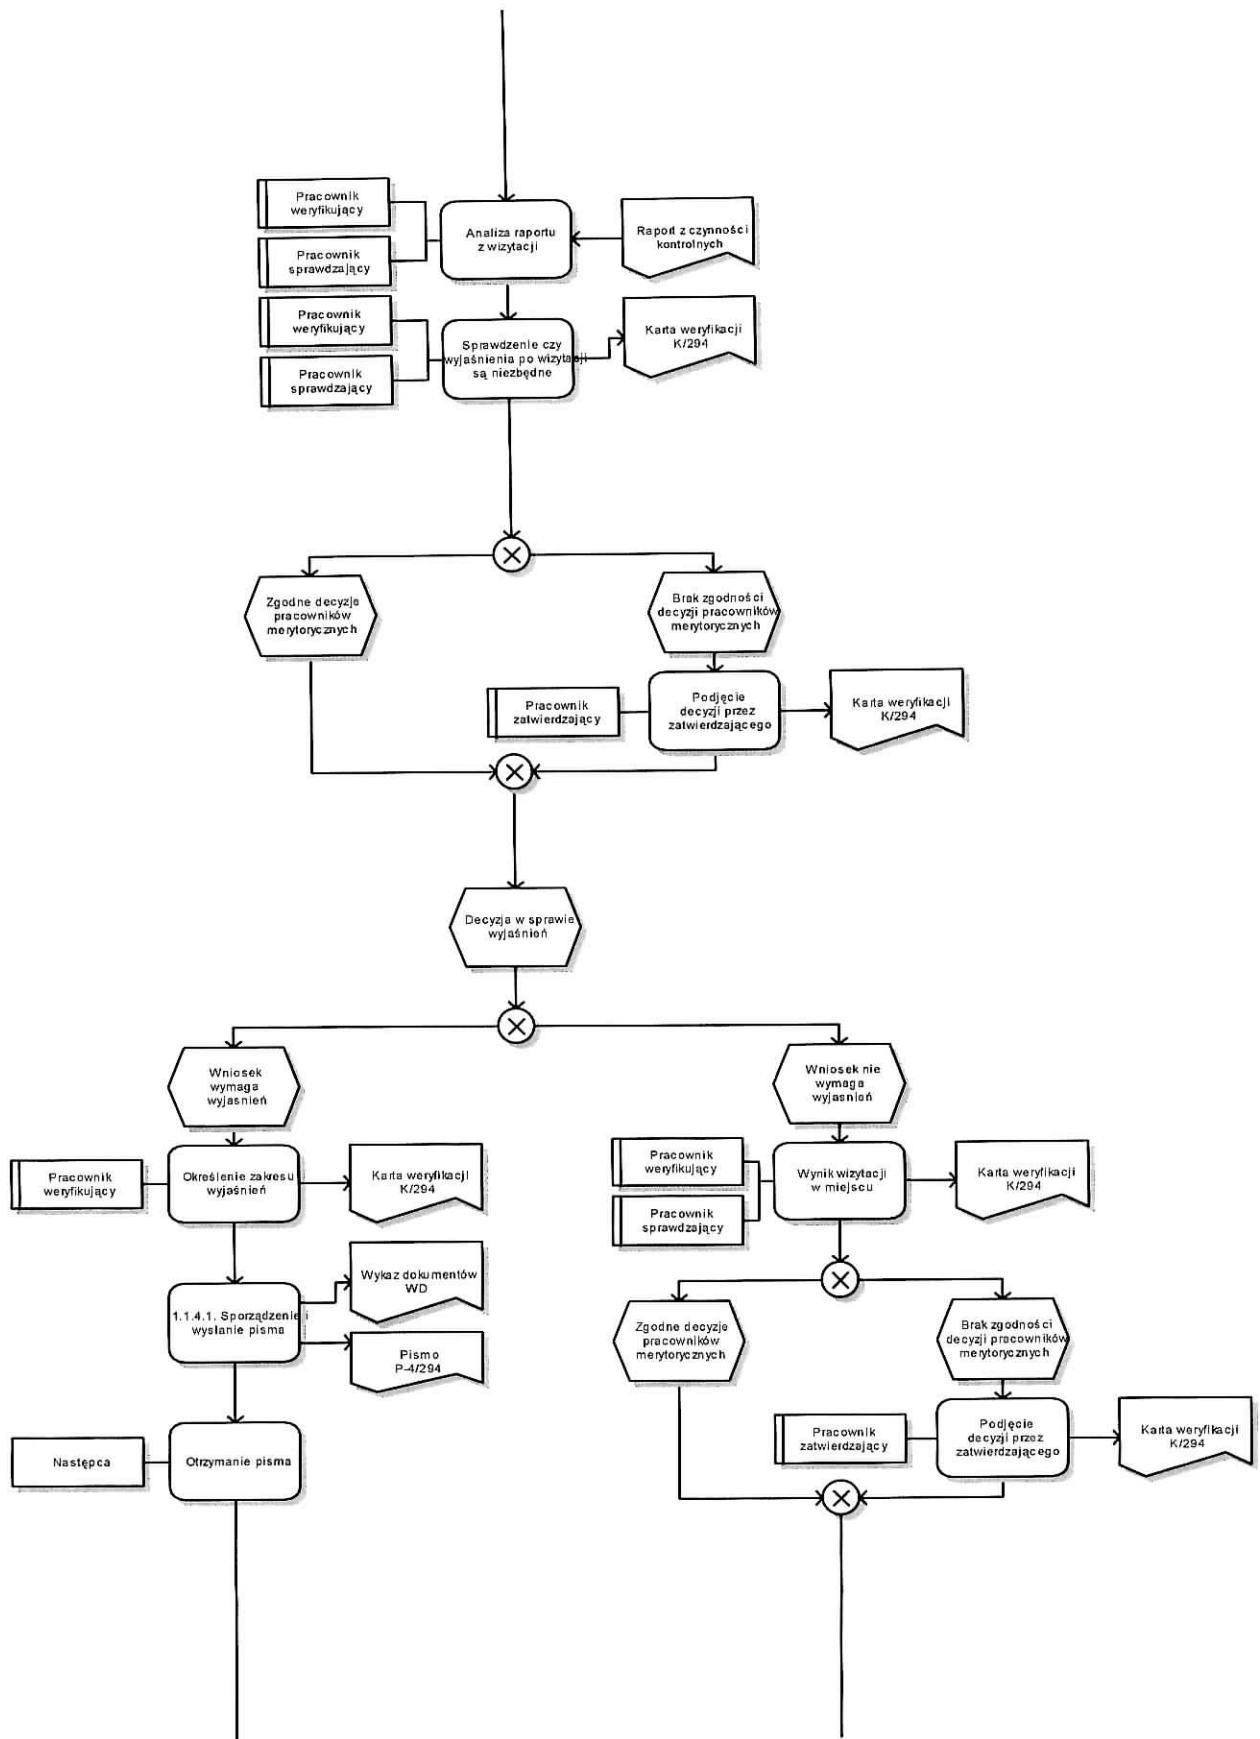 Pracownik
weryfikujący
Analiza raportu
z wizytacji
Raport z czynności
kontrolnych
Pracownik
sprawdzający
Pracownik
weryfikujący
Sprawdzenie czy
wyjaśnienia po wizytacji
są niezbędne
Karta weryfikacji
K/294
Pracownik
sprawdzający
Zgodne decyzje
pracowników
merytorycznych
Brak zgodności
decyzji pracowników
merytorycznych
Pracownik
zatwierdzający
Podjęcie
decyzji przez
zatwierdzającego
Karta weryfikacji
K/294
Decyzja w sprawie
wyjaśnień
Wniosek
wymaga
wyjasnień
Wniosek nie
wymaga
wyjasnień
Pracownik
weryfikujący
Określenie zakresu
wyjaśnień
Karta weryfikacji
K/294
Pracownik
weryfikujący
Pracownik
sprawdzający
Wynik wizytacji
w miejscu
Karta weryfikacji
K/294
1.1.4.1. Sporządzenie i
wysłanie pisma
Wykaz dokumentów
WD
Pismo
P-4/294
Zgodne decyzje
pracowników
merytorycznych
Brak zgodności
decyzji pracowników
merytorycznych
Następca
Otrzymanie pisma
Pracownik
zatwierdzający
Podjęcie
decyzji przez
zatwierdzającego
Karta weryfikacji
K/294